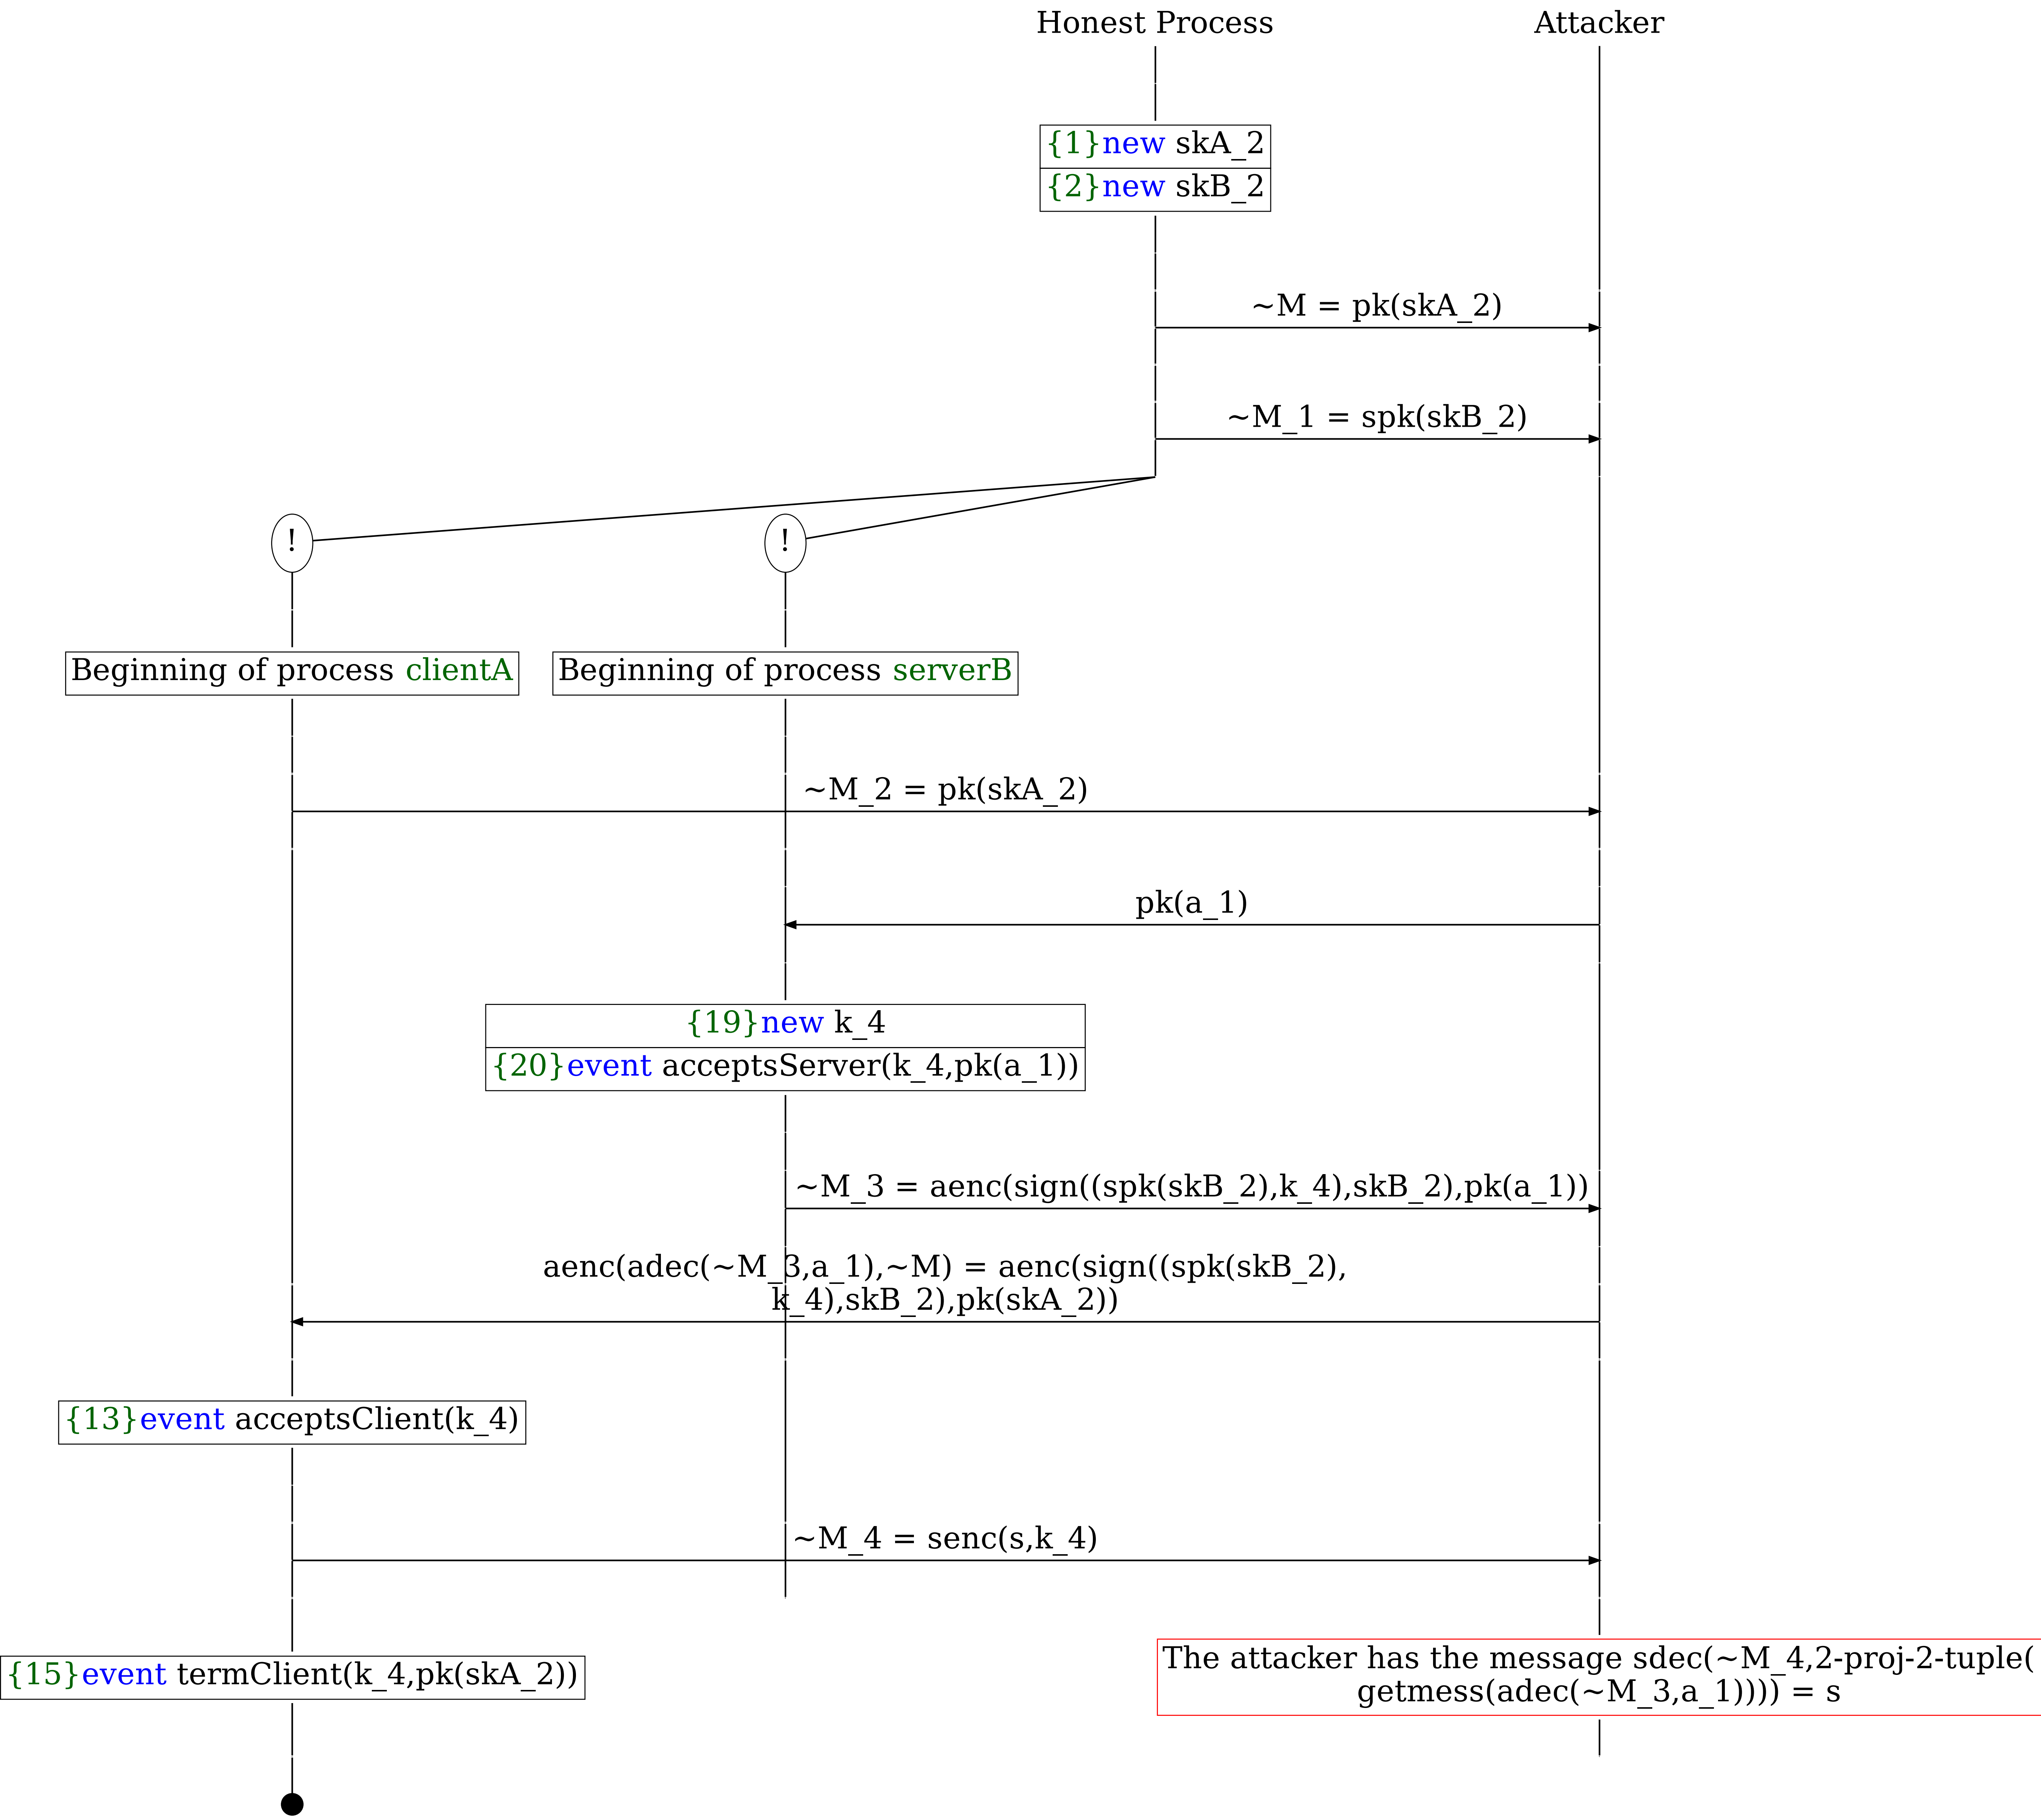 Honest Process
Attacker
{1}new skA_2
{2}new skB_2
~M = pk(skA_2)
~M_1 = spk(skB_2)
!
!
Beginning of process clientA
Beginning of process serverB
~M_2 = pk(skA_2)
pk(a_1)
{19}new k_4
{20}event acceptsServer(k_4,pk(a_1))
~M_3 = aenc(sign((spk(skB_2),k_4),skB_2),pk(a_1))
aenc(adec(~M_3,a_1),~M) = aenc(sign((spk(skB_2),
k_4),skB_2),pk(skA_2))
{13}event acceptsClient(k_4)
~M_4 = senc(s,k_4)
{15}event termClient(k_4,pk(skA_2))
The attacker has the message sdec(~M_4,2-proj-2-tuple(
getmess(adec(~M_3,a_1)))) = s